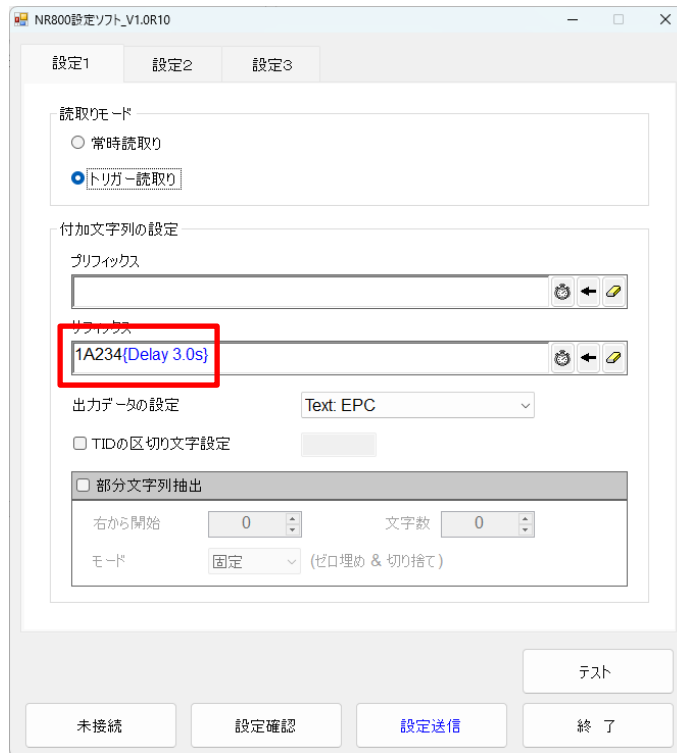 NR800設定ソフト_V1.0R10
設定1 設定2 設定3
読取りモード
常時読取り
トリガー読取り
付加文字列の設定
プリフィックス
サフィックス
1A234{Delay 3.0s}
出力データの設定 Text: EPC
TIDの区切り文字設定
部分文字列抽出
右から開始 0 文字数 0
モード 固定 (ゼロ埋め & 切り捨て)
テスト
未接続 設定確認 設定送信 終 了